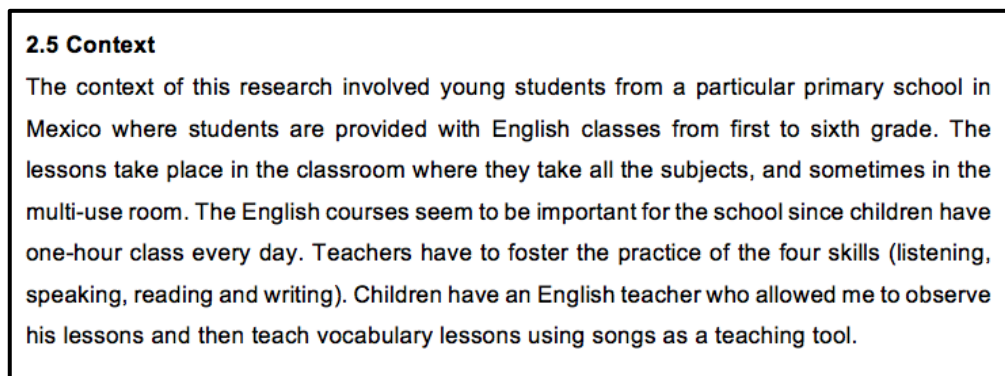 2.5 Context
The context of this research involved young students from a particular primary school in
Mexico where students are provided with English classes from first to sixth grade. The
lessons take place in the classroom where they take all the subjects, and sometimes in the
multi-use room. The English courses seem to be important for the school since children have
one-hour class every day. Teachers have to foster the practice of the four skills (listening,
speaking, reading and writing). Children have an English teacher who allowed me to observe
his lessons and then teach vocabulary lessons using songs as a teaching tool.